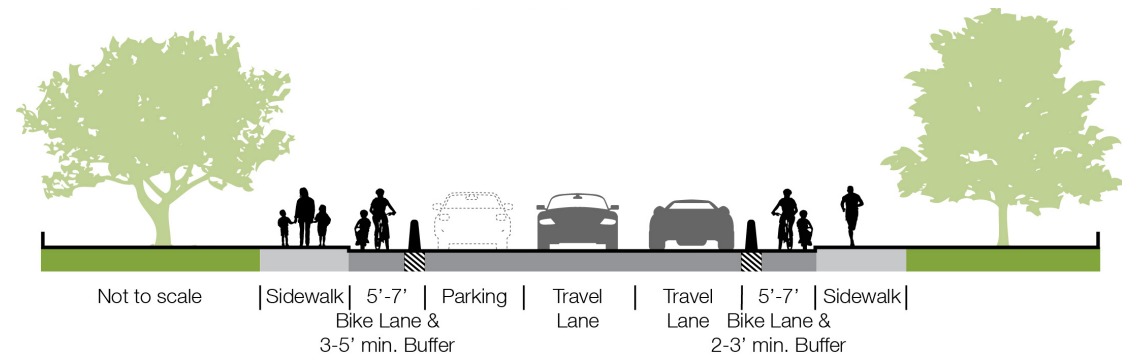 Not to scale
Sidewalk
5’-7’
Bike Lane &
3-5’ min. Buffer
Parking
Travel
Lane
Travel
Lane
5’-7’
Bike Lane &
2-3’ min. Buffer
Sidewalk